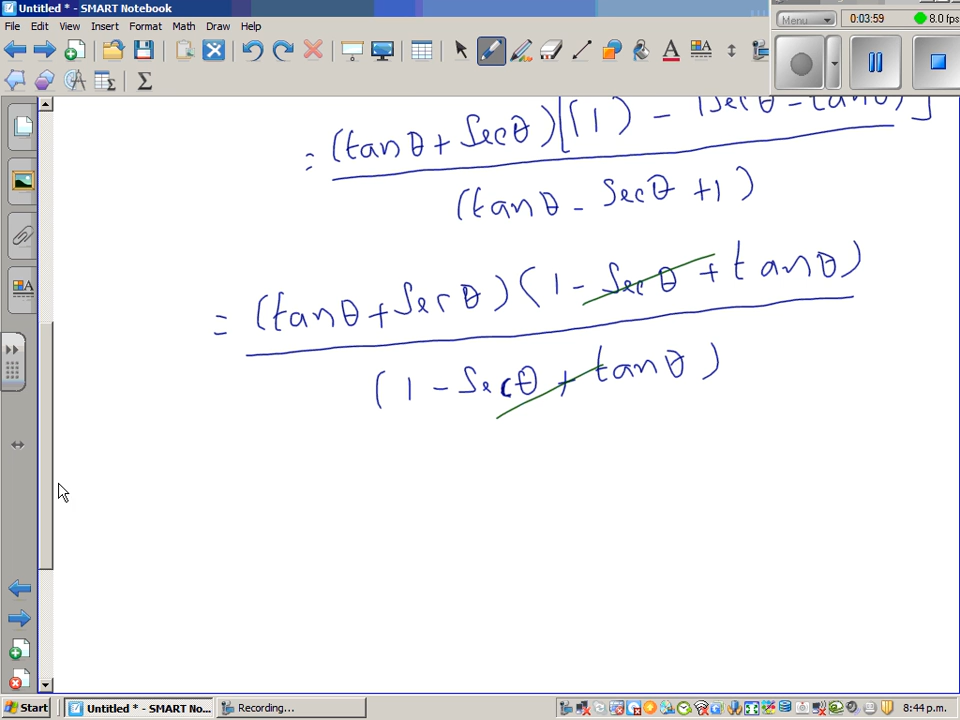 Untitled * - SMART Notebook
File Edit View Insert Format Math Draw Help
Menu 0:03:59 8.0 fps
= (tanθ + Secθ)[(1) - (Secθ - tanθ)]
(tanθ - Secθ + 1)
= (tanθ + Secθ) (1 - Secθ + tanθ)
(1 - Secθ + tanθ)
Start Untitled * - SMART No... Recording... 8:44 p.m.